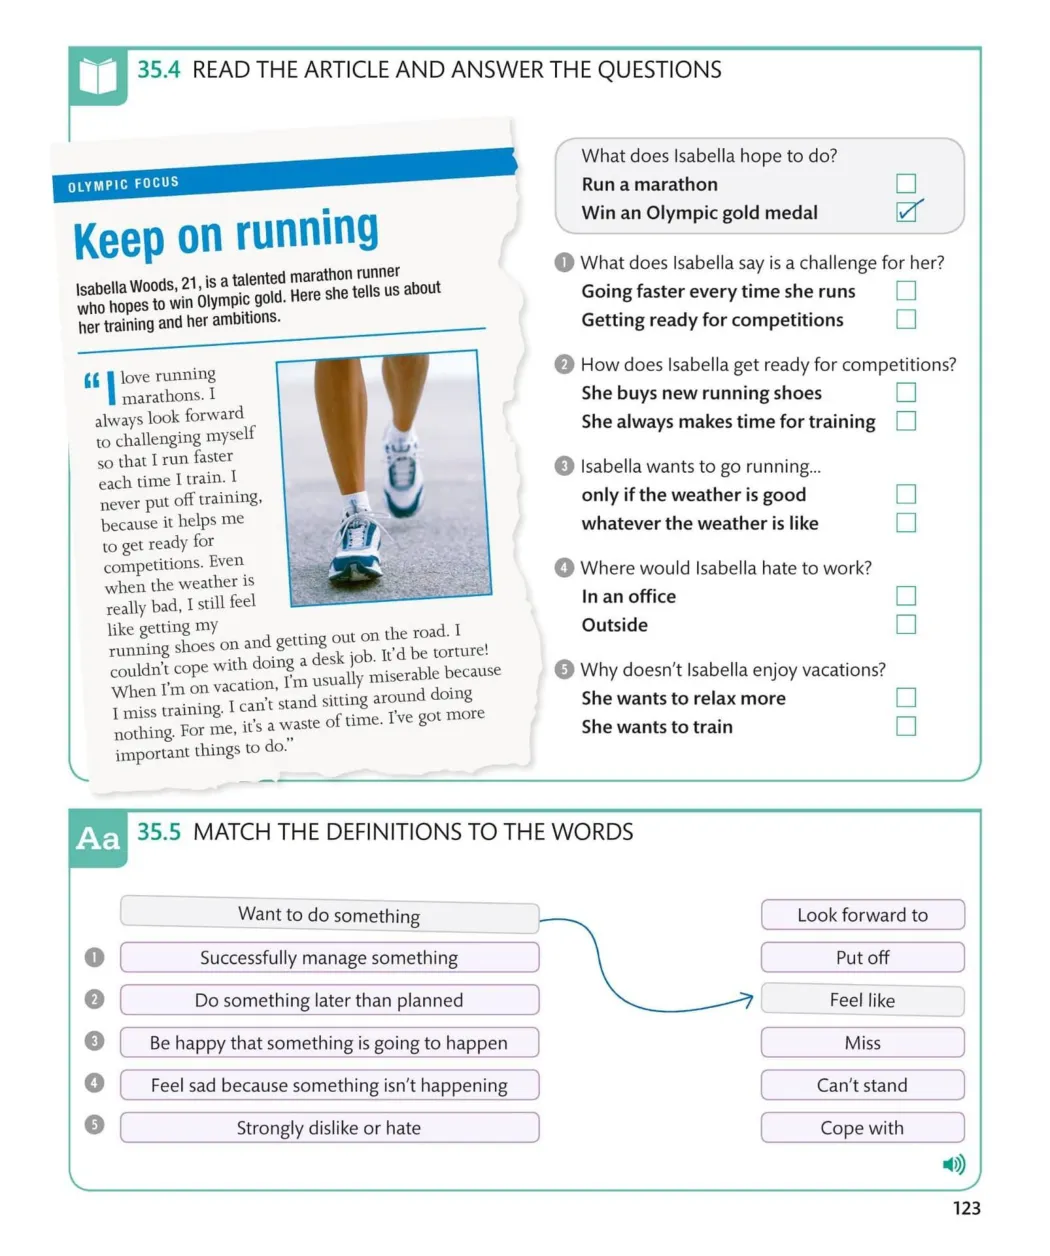 35.4 READ THE ARTICLE AND ANSWER THE QUESTIONS
OLYMPIC FOCUS
Keep on running
Isabella Woods, 21, is a talented marathon runner
who hopes to win Olympic gold. Here she tells us about
her training and her ambitions.
“I love running
marathons. I
always look forward
to challenging myself
so that I run faster
each time I train. I
never put off training,
because it helps me
to get ready for
competitions. Even
when the weather is
really bad, I still feel
like getting my
running shoes on and getting out on the road. I
couldn't cope with doing a desk job. It'd be torture!
When I'm on vacation, I'm usually miserable because
I miss training. I can't stand sitting around doing
nothing. For me, it's a waste of time. I've got more
important things to do.”
What does Isabella hope to do?
Run a marathon
Win an Olympic gold medal
1 What does Isabella say is a challenge for her?
Going faster every time she runs
Getting ready for competitions
2 How does Isabella get ready for competitions?
She buys new running shoes
She always makes time for training
3 Isabella wants to go running...
only if the weather is good
whatever the weather is like
4 Where would Isabella hate to work?
In an office
Outside
5 Why doesn't Isabella enjoy vacations?
She wants to relax more
She wants to train
Aa 35.5 MATCH THE DEFINITIONS TO THE WORDS
Want to do something
1 Successfully manage something
2 Do something later than planned
3 Be happy that something is going to happen
4 Feel sad because something isn't happening
5 Strongly dislike or hate
Look forward to
Put off
Feel like
Miss
Can't stand
Cope with
123